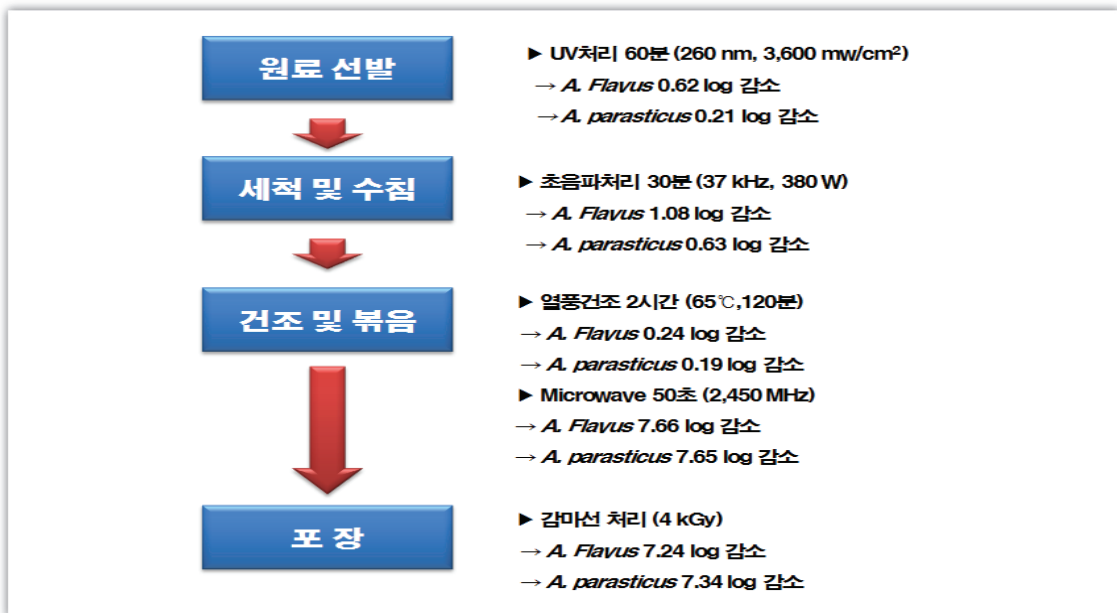 원료 선발
▶ UV처리 60분 (260 nm, 3,600 mw/cm²)
→ A. Flavus 0.62 log 감소
→ A. parasticus 0.21 log 감소
세척 및 수침
▶ 초음파처리 30분 (37 kHz, 380 W)
→ A. Flavus 1.08 log 감소
→ A. parasticus 0.63 log 감소
건조 및 볶음
▶ 열풍건조 2시간 (65℃,120분)
→ A. Flavus 0.24 log 감소
→ A. parasticus 0.19 log 감소
▶ Microwave 50초 (2,450 MHz)
→ A. Flavus 7.66 log 감소
→ A. parasticus 7.65 log 감소
포 장
▶ 감마선 처리 (4 kGy)
→ A. Flavus 7.24 log 감소
→ A. parasticus 7.34 log 감소